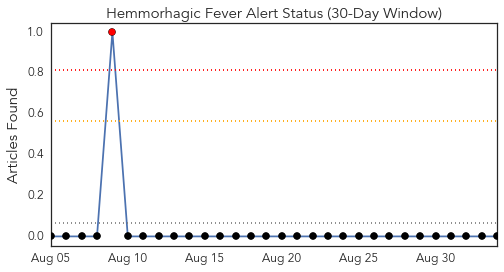 Hemmorhagic Fever Alert Status (30-Day Window)
Articles Found
1.0
0.8
0.6
0.4
0.2
0.0
Aug 05 Aug 10 Aug 15 Aug 20 Aug 25 Aug 30